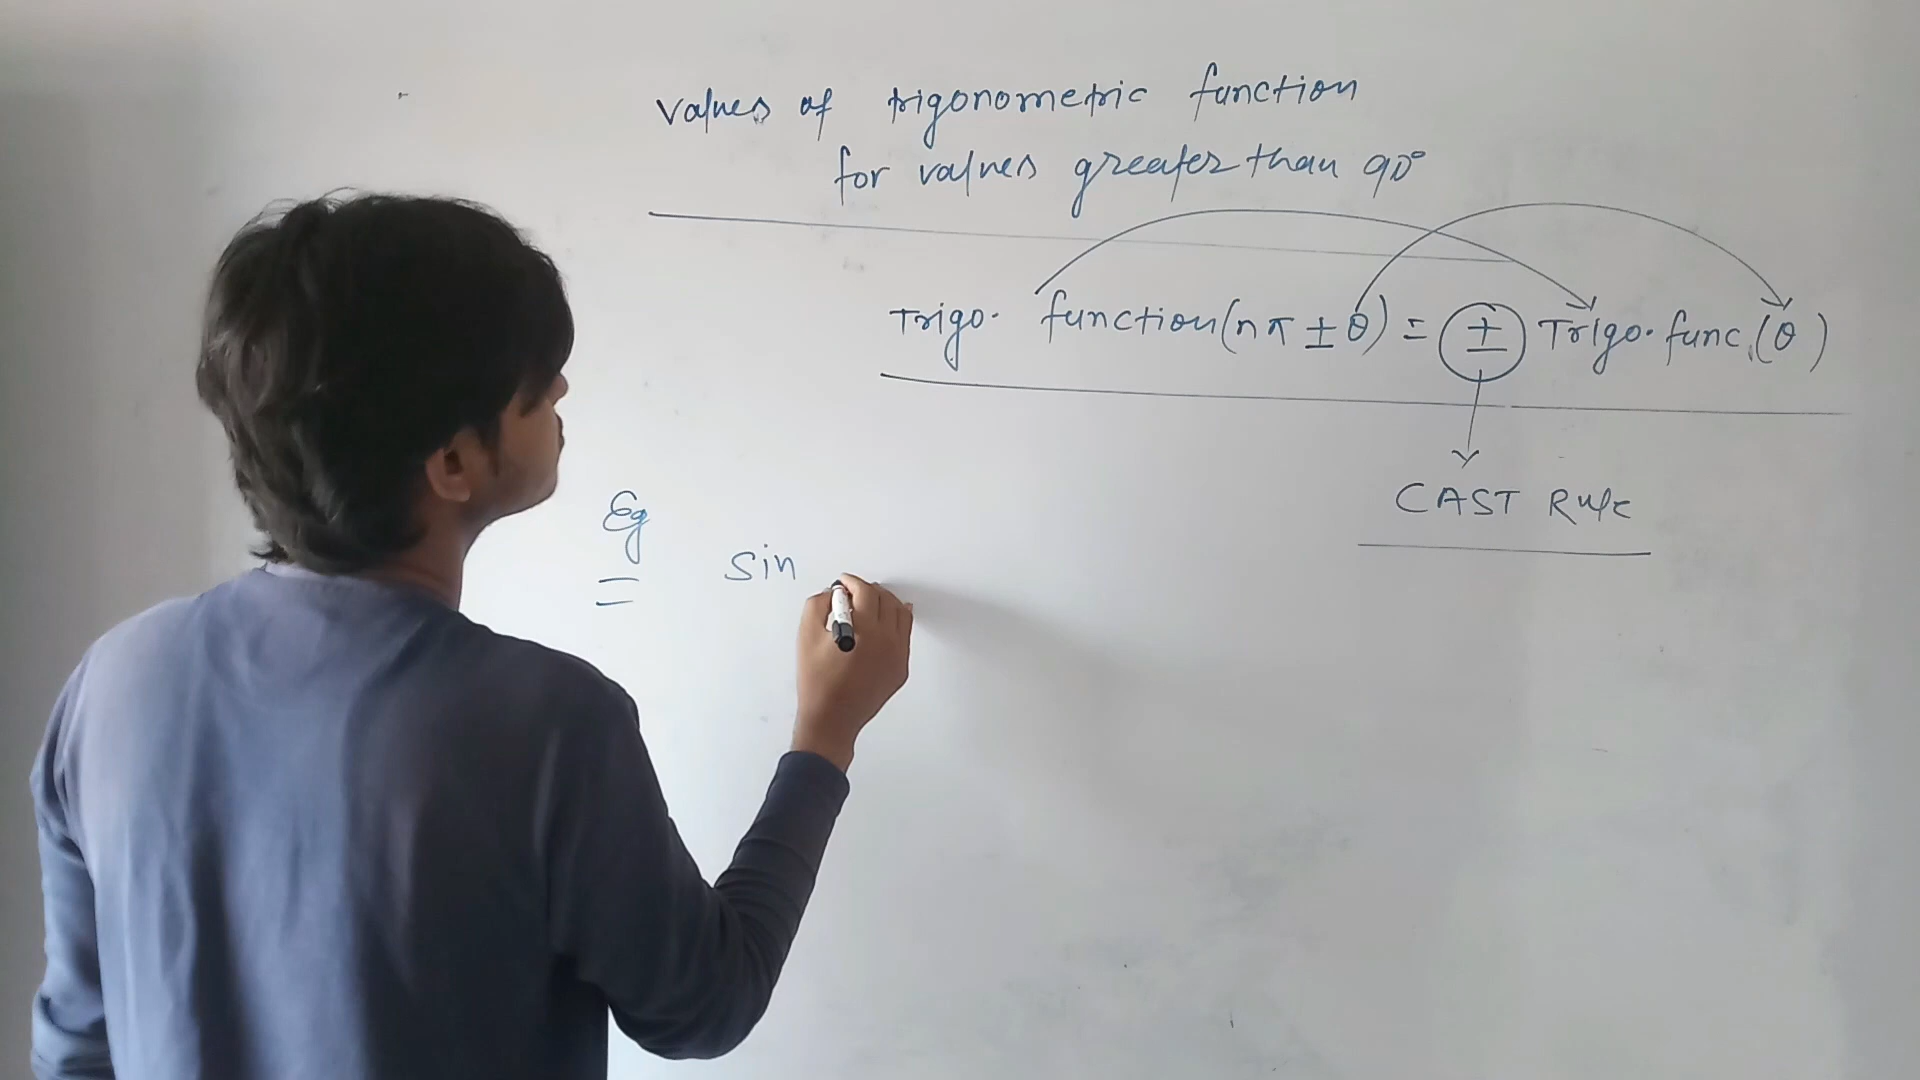 values of trigonometric function
for values greater than 90°
Trigo. function(nπ ± θ) = ± Trigo. func.(θ)
CAST Rule
Eg
sin